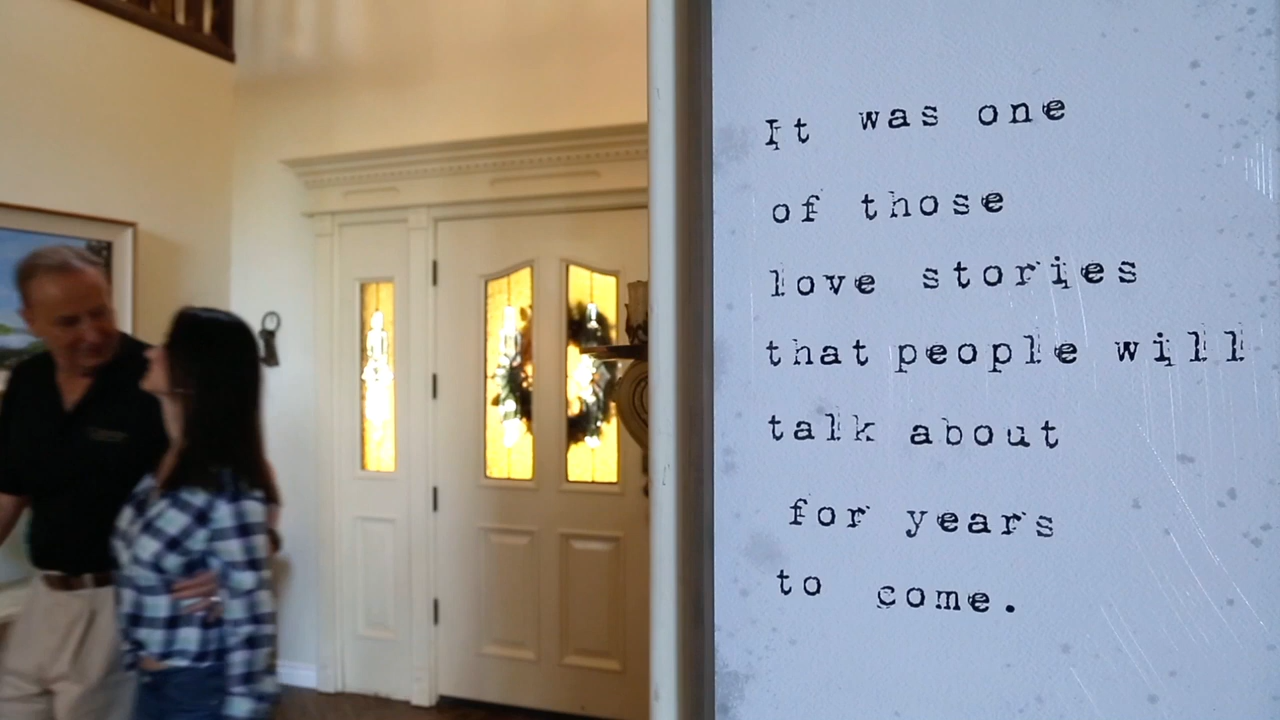 It was one
of those
love stories
that people will
talk about
for years
to come.